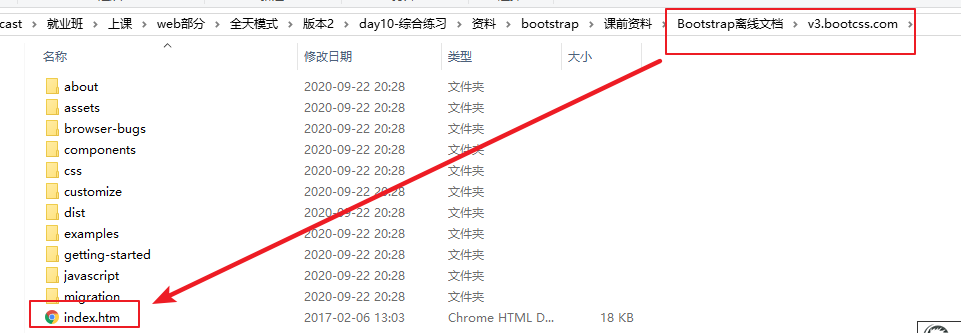 cast › 就业班 › 上课 › web部分 › 全天模式 › 版本2 › day10-综合练习 › 资料 › bootstrap › 课前资料 › Bootstrap斋线文档 › v3.bootcss.com ›
名称 修改日期 类型 大小
about 2020-09-22 20:28 文件夹
assets 2020-09-22 20:28 文件夹
browser-bugs 2020-09-22 20:28 文件夹
components 2020-09-22 20:28 文件夹
css 2020-09-22 20:28 文件夹
customize 2020-09-22 20:28 文件夹
dist 2020-09-22 20:28 文件夹
examples 2020-09-22 20:28 文件夹
getting-started 2020-09-22 20:28 文件夹
javascript 2020-09-22 20:28 文件夹
migration 2020-09-22 20:28 文件夹
index.htm 2017-02-06 13:03 Chrome HTML D... 18 KB